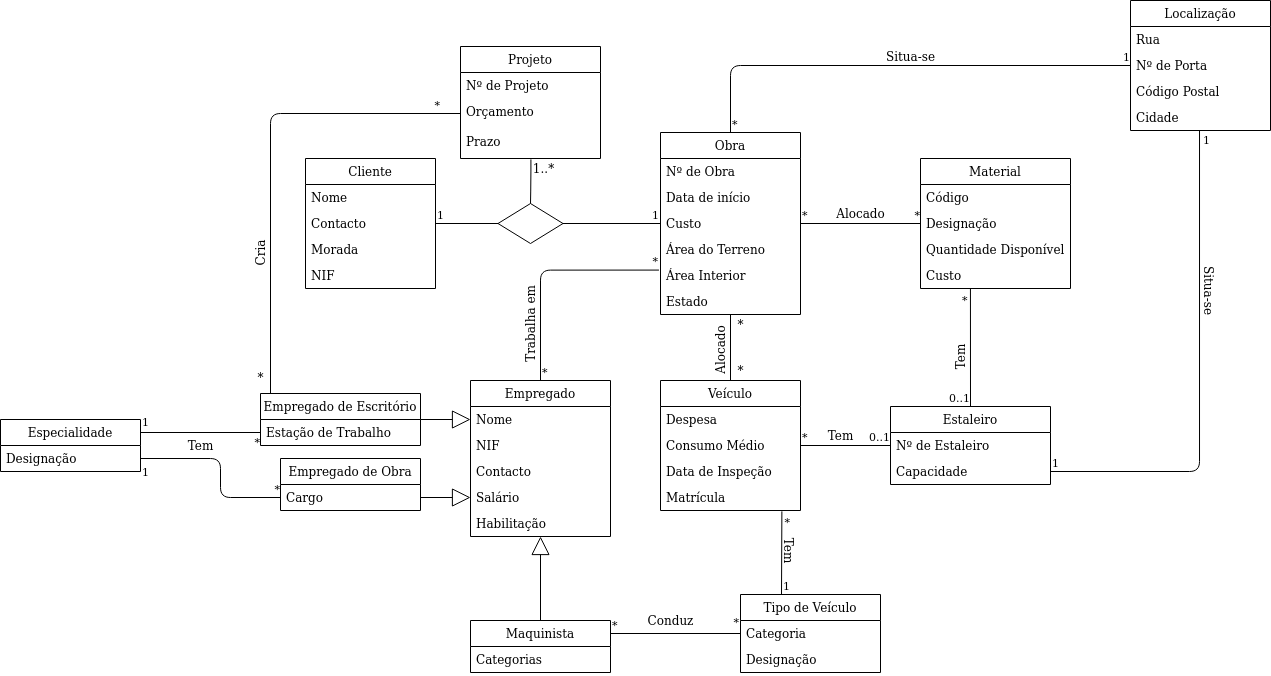 Localização
Rua
Nº de Porta
Código Postal
Cidade
Situa-se
1
*
1
Projeto
Nº de Projeto
Orçamento
Prazo
*
1..*
Cria
*
Cliente
Nome
Contacto
Morada
NIF
1
1
Obra
Nº de Obra
Data de início
Custo
Área do Terreno
Área Interior
Estado
*
Alocado
*
Material
Código
Designação
Quantidade Disponível
Custo
Situa-se
*
Trabalha em
*
*
Alocado
*
*
Tem
0..1
Especialidade
Designação
1
1
Tem
*
*
Empregado de Escritório
Estação de Trabalho
Empregado de Obra
Cargo
Empregado
Nome
NIF
Contacto
Salário
Habilitação
Veículo
Despesa
Consumo Médio
Data de Inspeção
Matrícula
*
Tem
0..1
Estaleiro
Nº de Estaleiro
Capacidade
1
*
Tem
1
Maquinista
Categorias
*
Conduz
*
Tipo de Veículo
Categoria
Designação